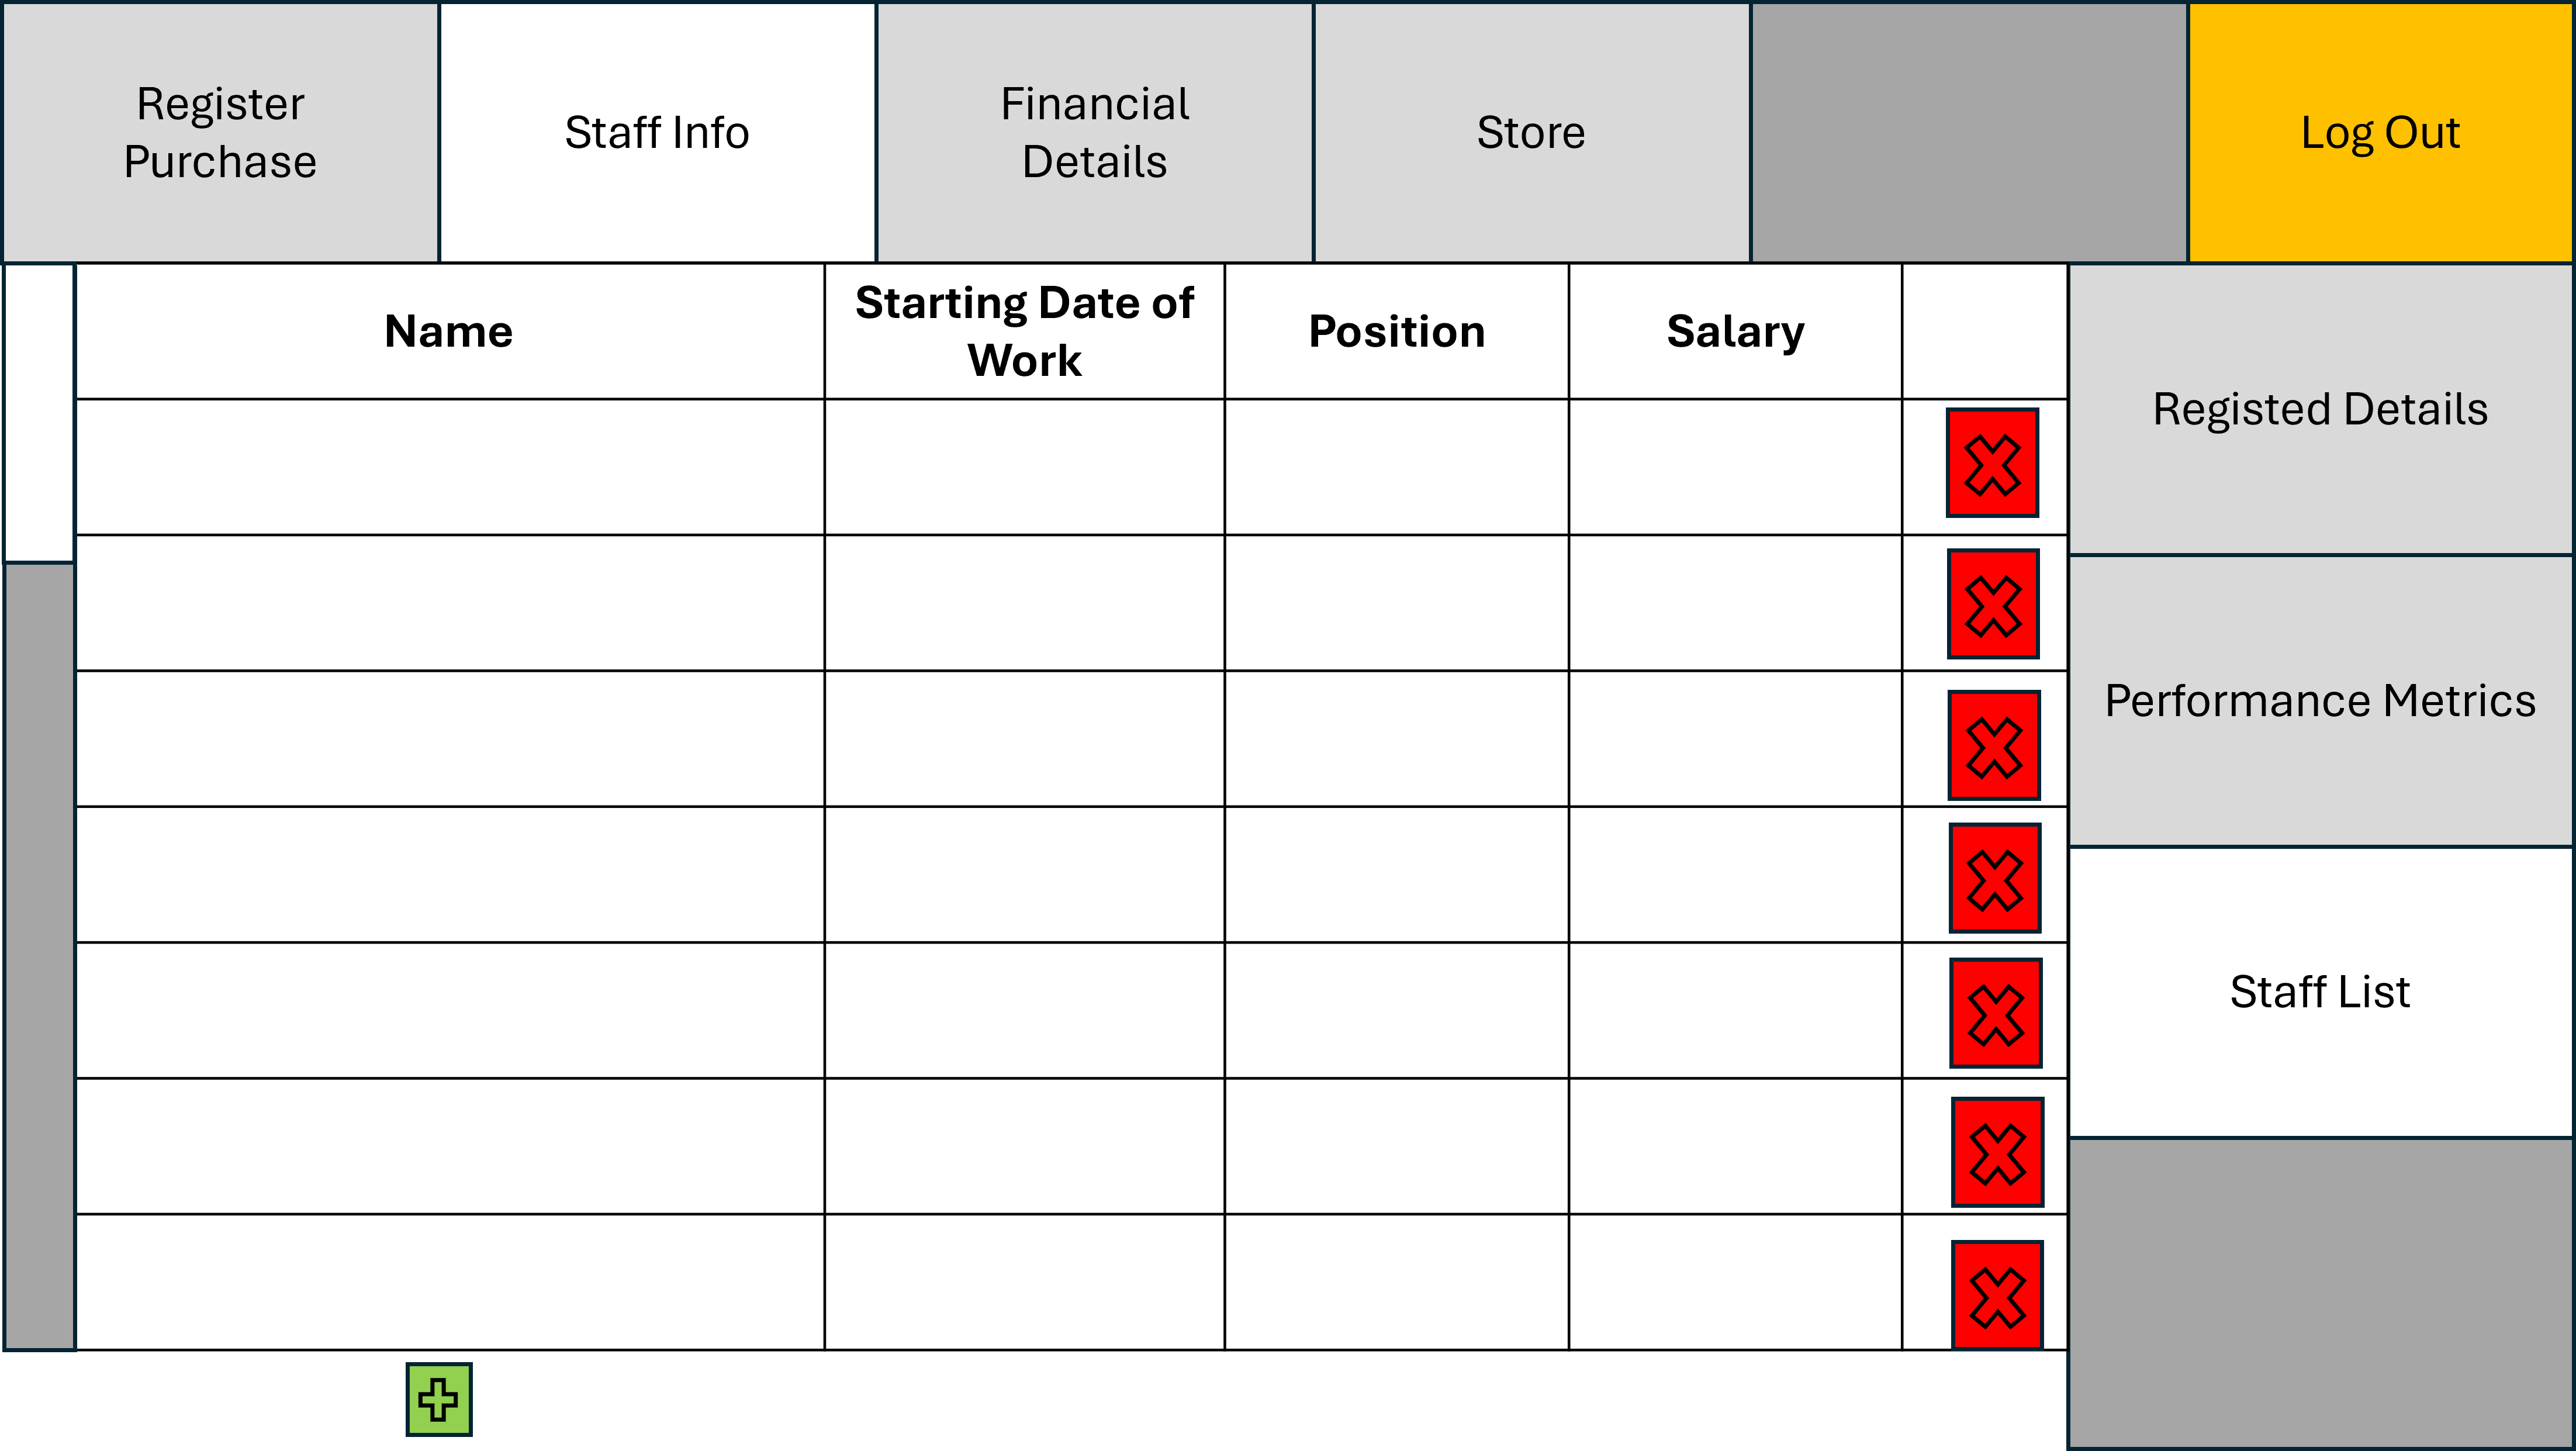 Register
Purchase
Staff Info
Financial
Details
Store
Log Out
Name
Starting Date of
Work
Position
Salary
Registed Details
Performance Metrics
Staff List